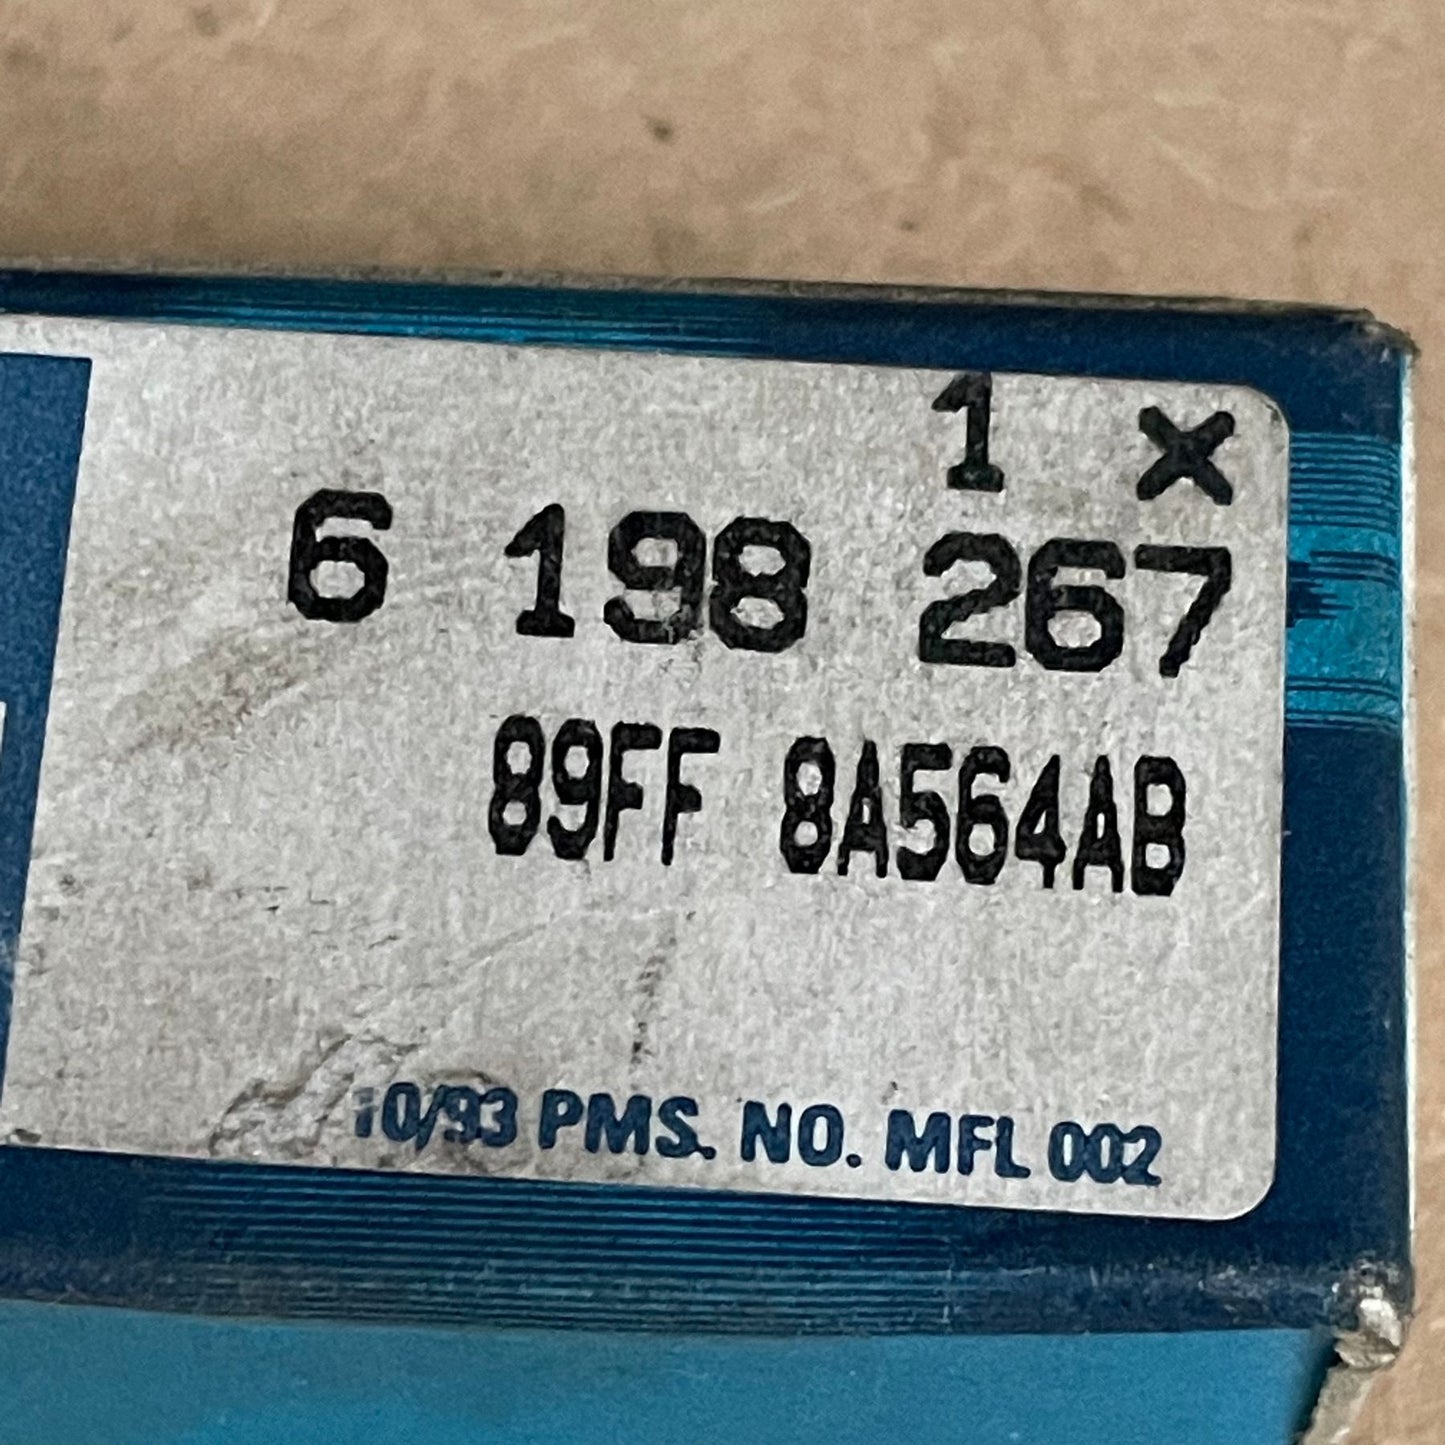 1 X
6 198 267
89FF 8A564AB
10/93 PMS. NO. MFL 002